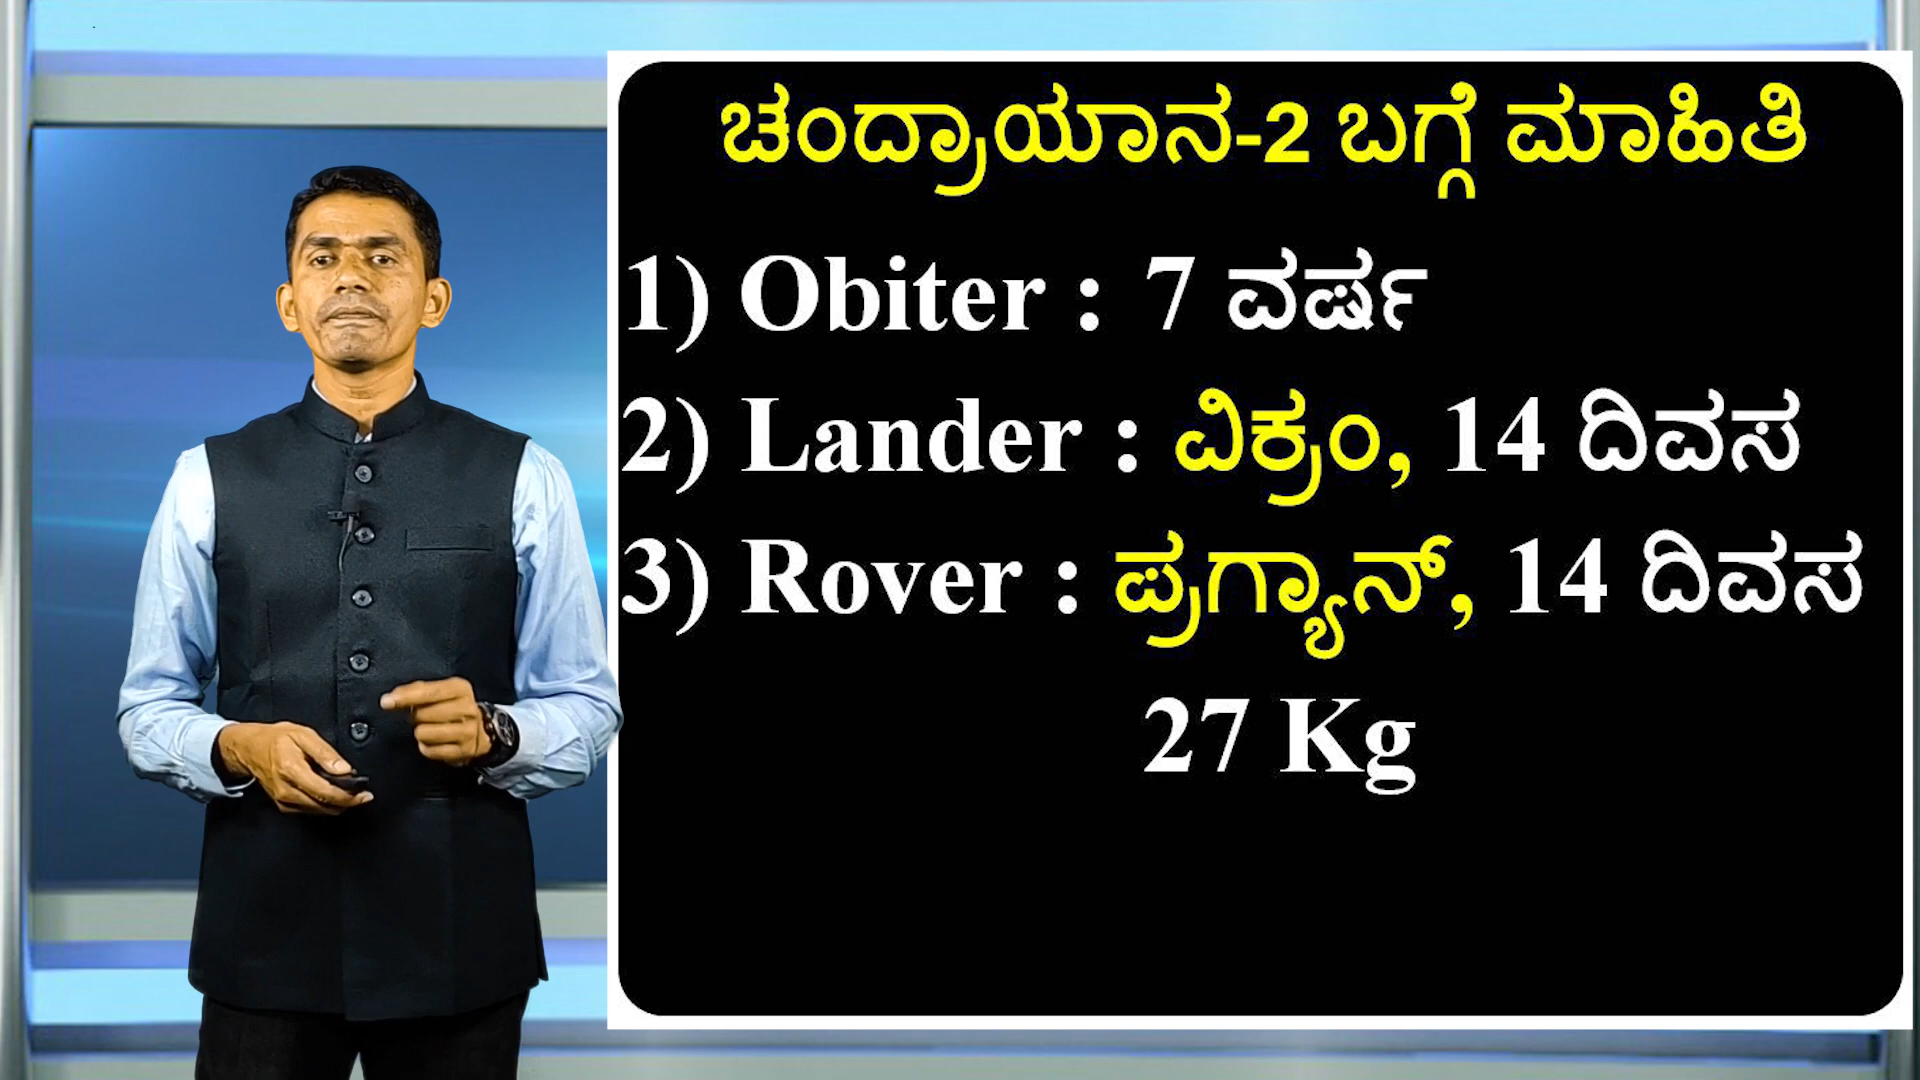 ಚಂದ್ರಾಯಾನ-2 ಬಗ್ಗೆ ಮಾಹಿತಿ
1) Obiter : 7 ವರ್ಷ
2) Lander : ವಿಕ್ರಂ, 14 ದಿವಸ
3) Rover : ಪ್ರಗ್ಯಾನ್, 14 ದಿವಸ
27 Kg